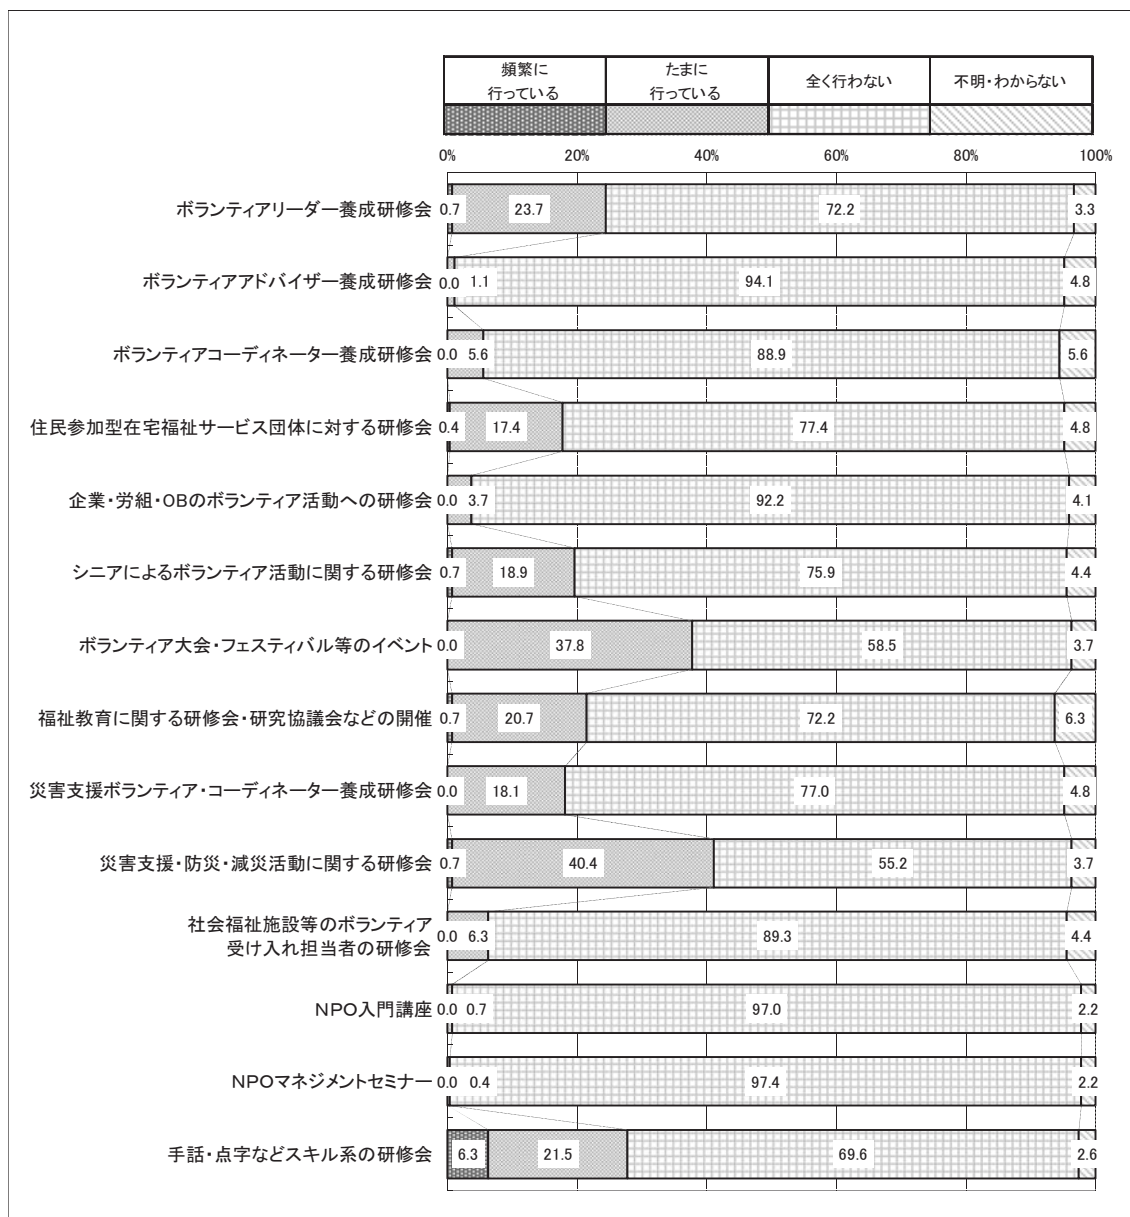 頻繁に
行っている
たまに
行っている
全く行わない
不明・わからない
0% 20% 40% 60% 80% 100%
ボランティアリーダー養成研修会 0.7 23.7 72.2 3.3
ボランティアアドバイザー養成研修会 0.0 1.1 94.1 4.8
ボランティアコーディネーター養成研修会 0.0 5.6 88.9 5.6
住民参加型在宅福祉サービス団体に対する研修会 0.4 17.4 77.4 4.8
企業・労組・OBのボランティア活動への研修会 0.0 3.7 92.2 4.1
シニアによるボランティア活動に関する研修会 0.7 18.9 75.9 4.4
ボランティア大会・フェスティバル等のイベント 0.0 37.8 58.5 3.7
福祉教育に関する研修会・研究協議会などの開催 0.7 20.7 72.2 6.3
災害支援ボランティア・コーディネーター養成研修会 0.0 18.1 77.0 4.8
災害支援・防災・減災活動に関する研修会 0.7 40.4 55.2 3.7
社会福祉施設等のボランティア
受け入れ担当者の研修会 0.0 6.3 89.3 4.4
NPO入門講座 0.0 0.7 97.0 2.2
NPOマネジメントセミナー 0.0 0.4 97.4 2.2
手話・点字などスキル系の研修会 6.3 21.5 69.6 2.6